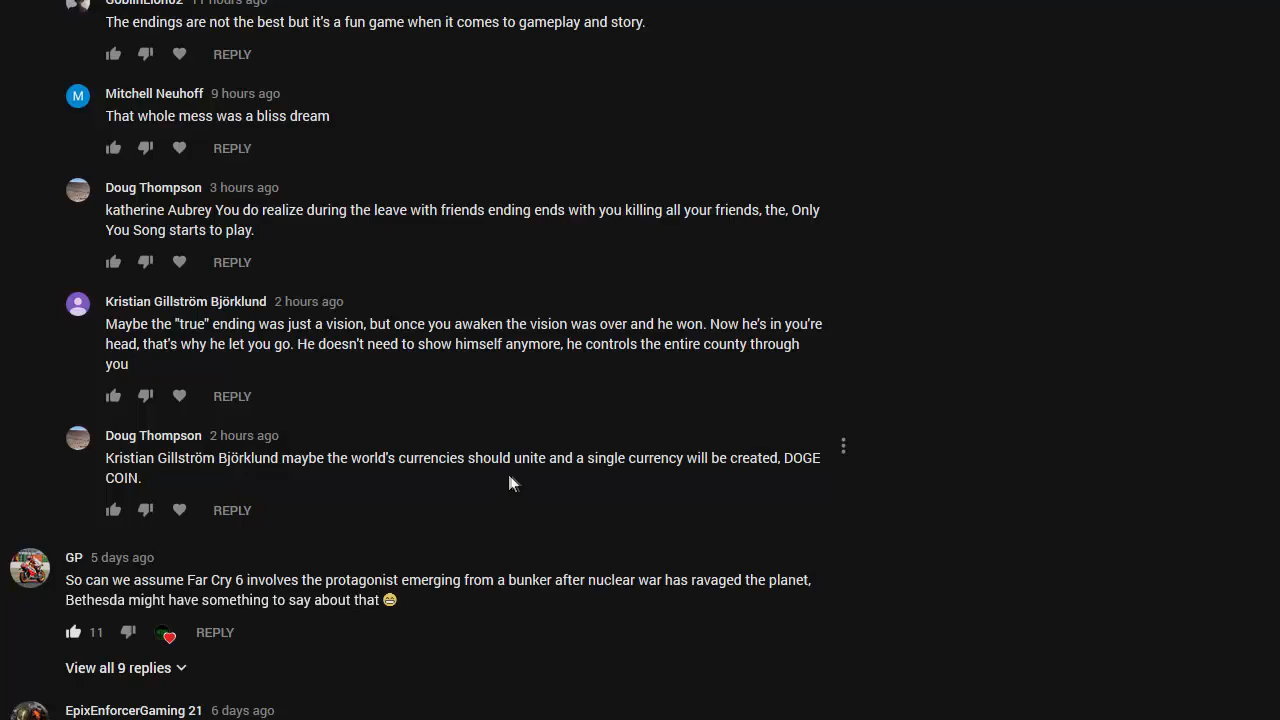 GoblinLion02 11 hours ago
The endings are not the best but it's a fun game when it comes to gameplay and story.
REPLY
M
Mitchell Neuhoff 9 hours ago
That whole mess was a bliss dream
REPLY
Doug Thompson 3 hours ago
katherine Aubrey You do realize during the leave with friends ending ends with you killing all your friends, the, Only
You Song starts to play.
REPLY
Kristian Gillström Björklund 2 hours ago
Maybe the "true" ending was just a vision, but once you awaken the vision was over and he won. Now he's in you're
head, that's why he let you go. He doesn't need to show himself anymore, he controls the entire county through
you
REPLY
Doug Thompson 2 hours ago
Kristian Gillström Björklund maybe the world's currencies should unite and a single currency will be created, DOGE
COIN.
REPLY
GP 5 days ago
So can we assume Far Cry 6 involves the protagonist emerging from a bunker after nuclear war has ravaged the planet,
Bethesda might have something to say about that 😁
11 REPLY
View all 9 replies
EpixEnforcerGaming 21 6 days ago